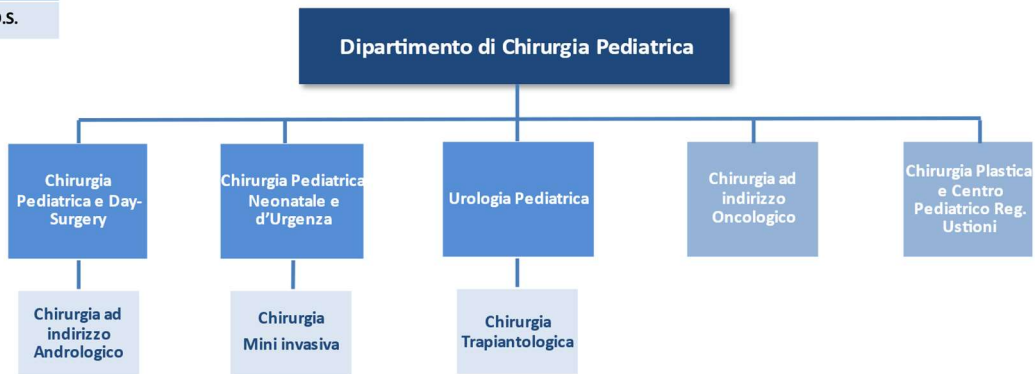 Dipartimento di Chirurgia Pediatrica
Chirurgia
Pediatrica e Day-
Surgery
Chirurgia Pediatrica
Neonatale e
d'Urgenza
Urologia Pediatrica
Chirurgia ad
indirizzo
Oncologico
Chirurgia Plastica
e Centro
Pediatrico Reg.
Ustioni
Chirurgia ad
indirizzo
Andrologico
Chirurgia
Mini invasiva
Chirurgia
Trapiantologica